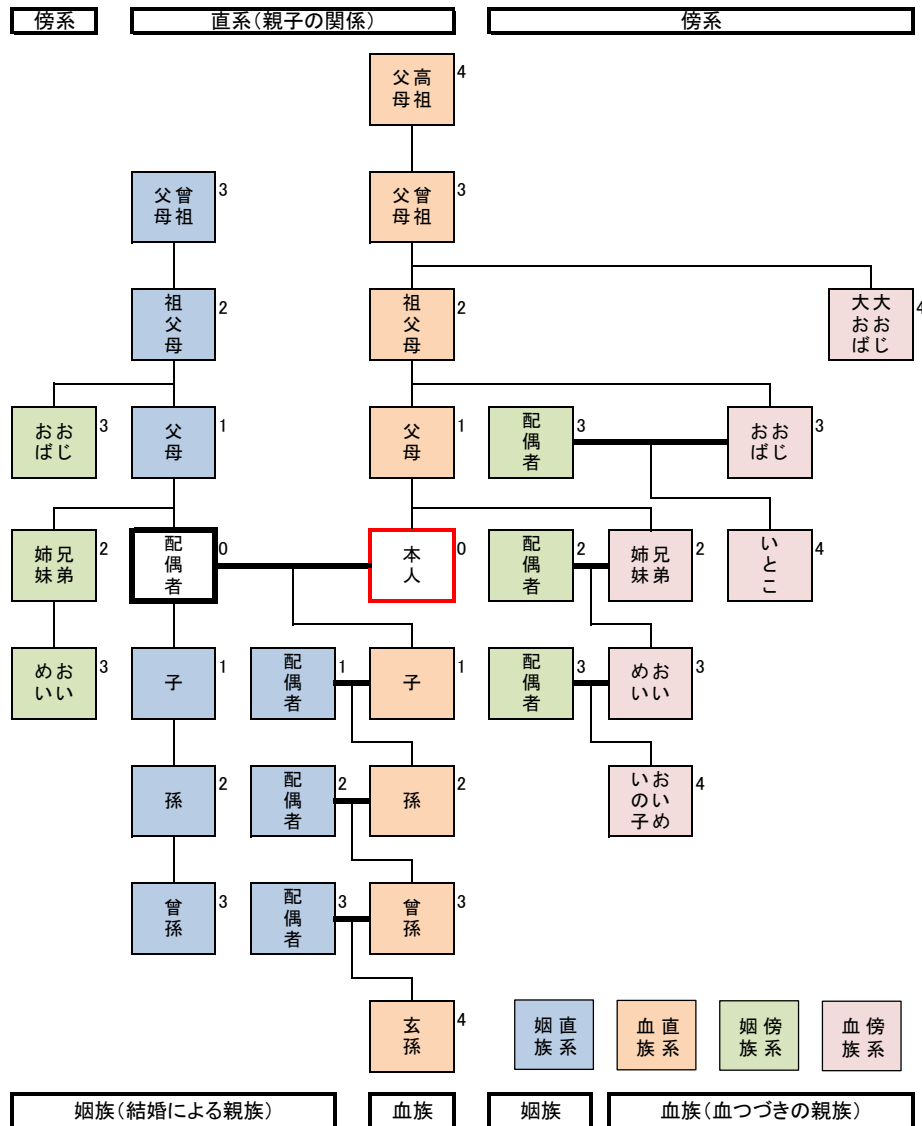 傍系
直系(親子の関係)
傍系
高祖
父母
4
曾祖
父母
3
曾祖
父母
3
祖父母
2
祖父母
2
大おじ
大おば
4
おじ
おば
3
父母
1
父母
1
配偶者
3
おじ
おば
3
兄弟
姉妹
2
配偶者
0
本人
0
配偶者
2
兄弟
姉妹
2
いとこ
4
おい
めい
3
子
1
配偶者
1
子
1
配偶者
3
おい
めい
3
孫
2
配偶者
2
孫
2
おいめ
いの子
4
曾孫
3
配偶者
3
曾孫
3
玄孫
4
直系
姻族
直系
血族
傍系
姻族
傍系
血族
姻族(結婚による親族)
血族
姻族
血族(血つづきの親族)